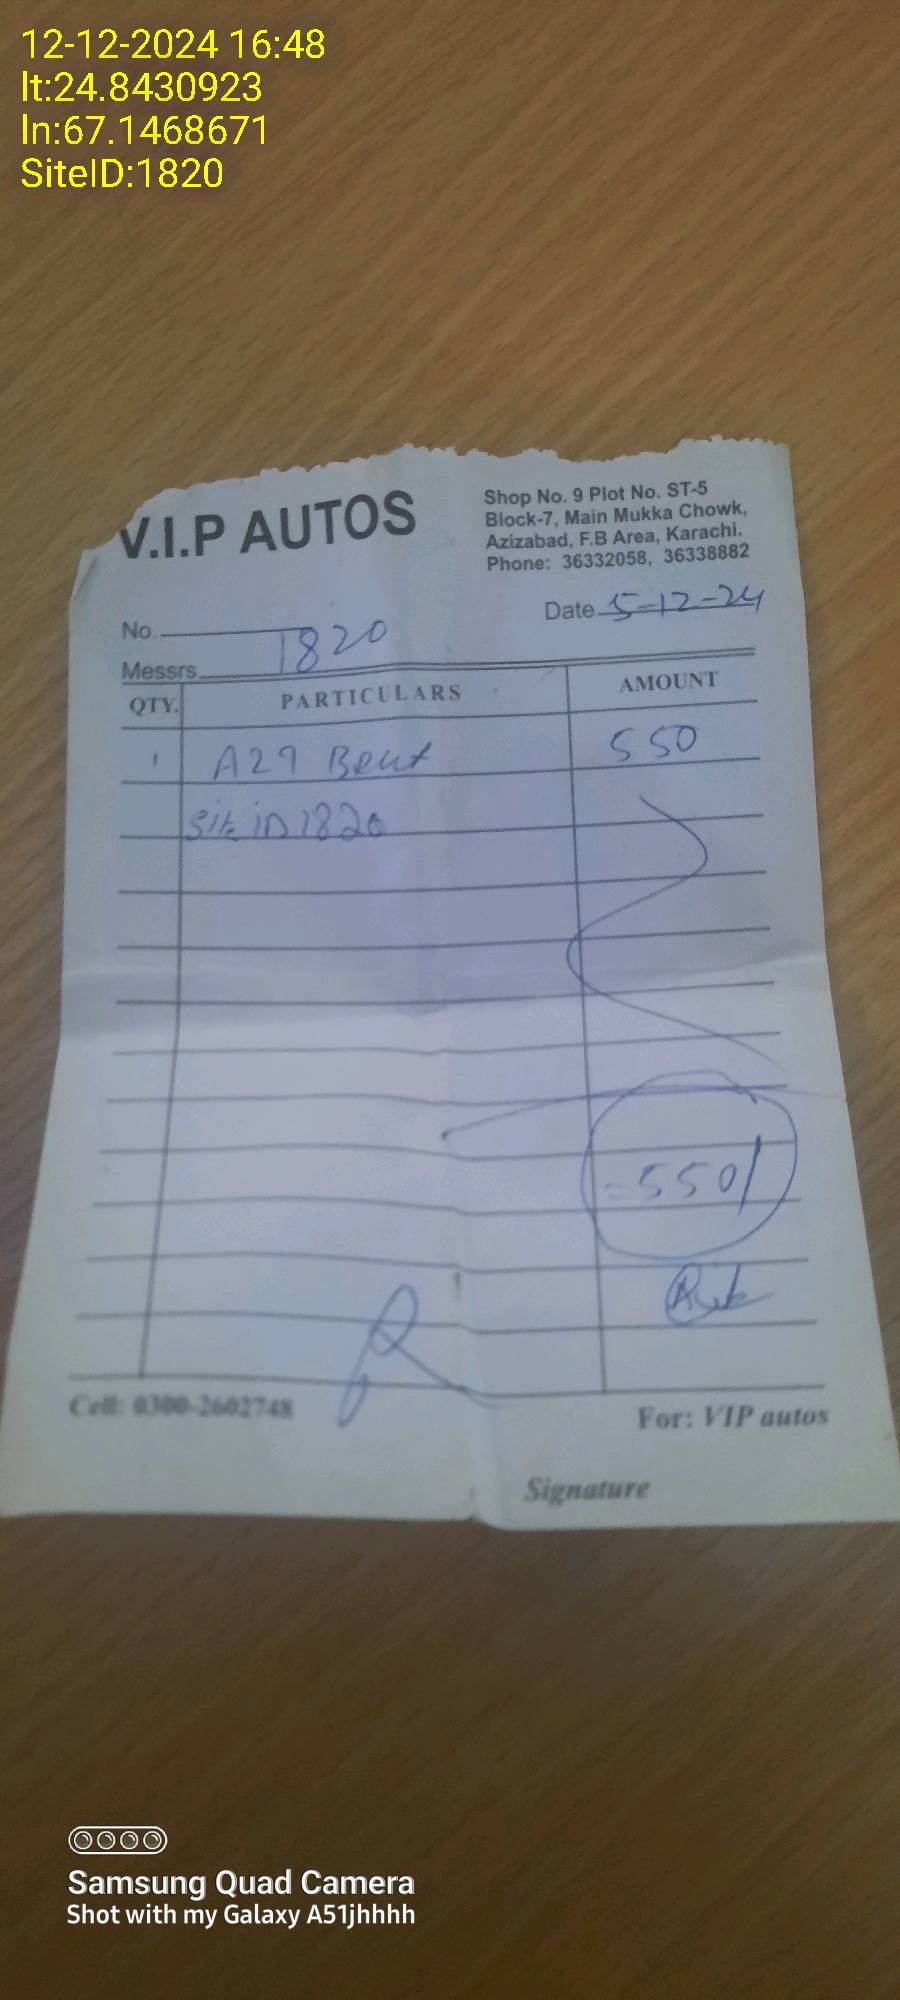 12-12-2024 16:48
lt:24.8430923
ln:67.1468671
SiteID:1820
V.I.P AUTOS
Shop No. 9 Plot No. ST-5
Block-7, Main Mukka Chowk,
Azizabad, F.B Area, Karachi.
Phone: 36332058, 36338882
No.
Date 5-12-24
Messrs 1820
QTY. PARTICULARS AMOUNT
1 A29 Belt 550
Site iD 1820
=550/
Cell: 0300-2602748
For: VIP autos
Signature
Samsung Quad Camera
Shot with my Galaxy A51jhhhh